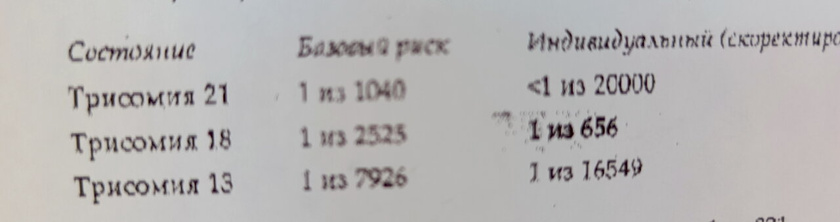 Состояние Базовый риск Индивидуальный (скоректиро
Трисомия 21 1 из 1040 <1 из 20000
Трисомия 18 1 из 2525 1 из 656
Трисомия 13 1 из 7926 1 из 16549